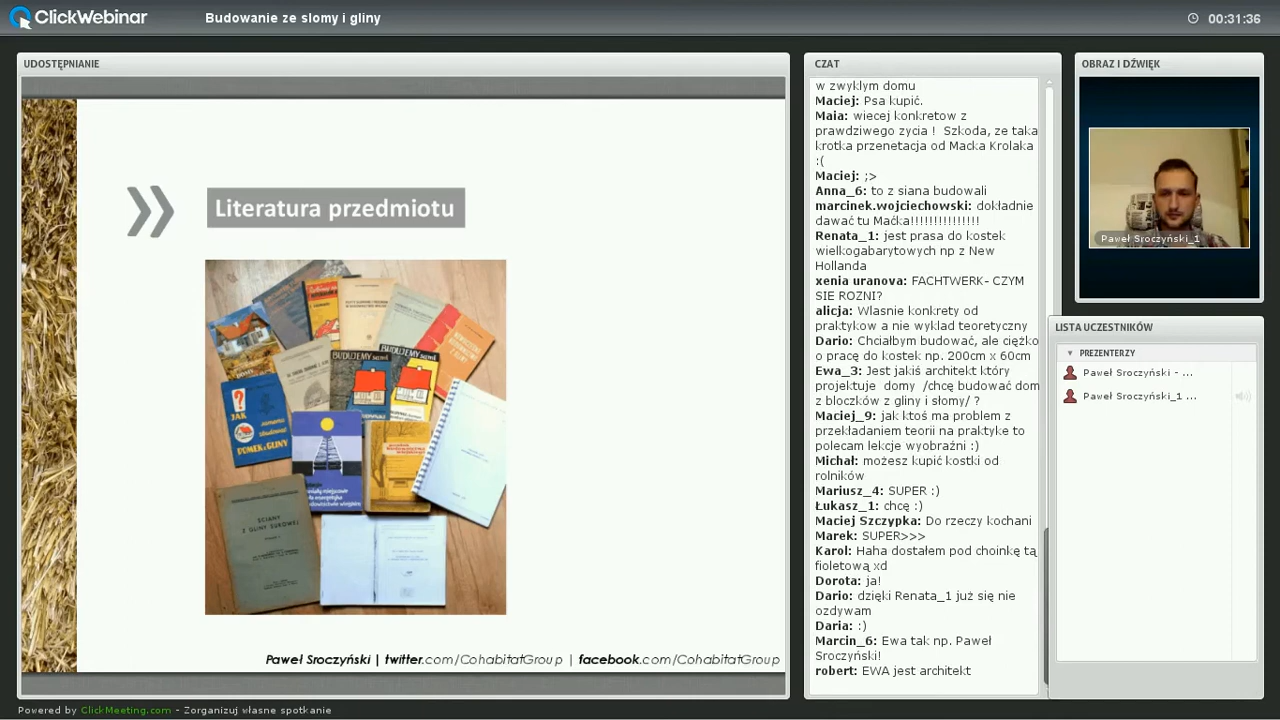 ClickWebinar
Budowanie ze slomy i gliny
00:31:36
UDOSTĘPNIANIE
Literatura przedmiotu
BUDUJEMY sami
BUDUJEMY sami
JAK
DOMEK z GLINY
ŚCIANY
Z GLINY SUROWEJ
Paweł Sroczyński | twitter.com/CohabitatGroup | facebook.com/CohabitatGroup
CZAT
w zwyklym domu
Maciej: Psa kupić.
Maia: wiecej konkretow z
prawdziwego zycia ! Szkoda, ze taka
krotka przenetacja od Macka Krolaka
:(
Maciej: ;>
Anna_6: to z siana budowali
marcinek.wojciechowski: dokładnie
dawać tu Maćka!!!!!!!!!!!!!!!
Renata_1: jest prasa do kostek
wielkogabarytowych np z New
Hollanda
xenia uranova: FACHTWERK- CZYM
SIE ROZNI?
alicja: Wlasnie konkrety od
praktykow a nie wyklad teoretyczny
Dario: Chciałbym budować, ale ciężko
o pracę do kostek np. 200cm x 60cm
Ewa_3: Jest jakiś architekt który
projektuje domy /chcę budować dom
z bloczków z gliny i słomy/ ?
Maciej_9: jak ktoś ma problem z
przekładaniem teorii na praktyke to
polecam lekcje wyobraźni :)
Michał: możesz kupić kostki od
rolników
Mariusz_4: SUPER :)
Łukasz_1: chcę :)
Maciej Szczypka: Do rzeczy kochani
Marek: SUPER>>>
Karol: Haha dostałem pod choinkę tą
fioletową xd
Dorota: ja!
Dario: dzięki Renata_1 już się nie
ozdywam
Daria: :)
Marcin_6: Ewa tak np. Paweł
Sroczyński!
robert: EWA jest architekt
OBRAZ I DŹWIĘK
Paweł Sroczyński_1
LISTA UCZESTNIKÓW
PREZENTERZY
Paweł Sroczyński - ...
Paweł Sroczyński_1 ...
Powered by ClickMeeting.com - Zorganizuj własne spotkanie